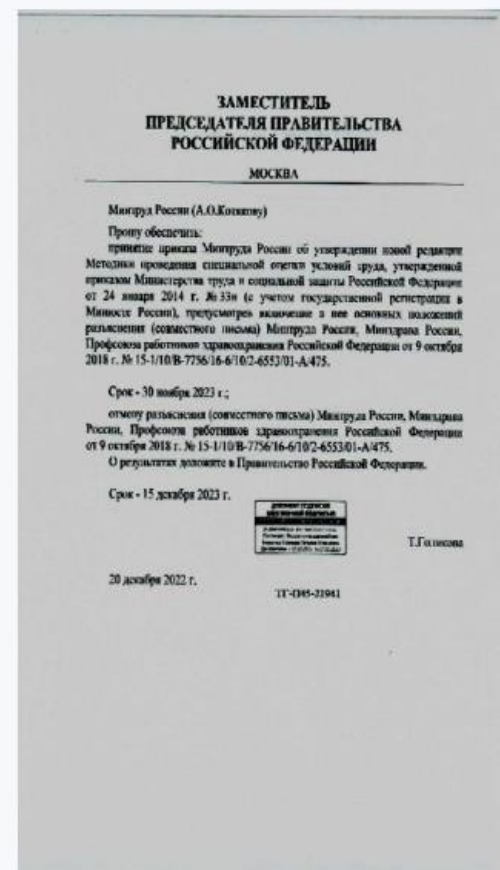 ЗАМЕСТИТЕЛЬ
ПРЕДСЕДАТЕЛЯ ПРАВИТЕЛЬСТВА
РОССИЙСКОЙ ФЕДЕРАЦИИ
МОСКВА
Минтруд России (А.О.Котякову)
Прошу обеспечить:
принятие приказа Минтруда России об утверждении новой редакции
Методики проведения специальной оценки условий труда, утвержденной
приказом Министерства труда и социальной защиты Российской Федерации
от 24 января 2014 г. № 33н (с учетом государственной регистрации в
Минюсте России), предусмотрев включение в нее основных положений
разъяснения (совместного письма) Минтруда России, Минздрава России,
Профсоюза работников здравоохранения Российской Федерации от 9 октября
2018 г. № 15-1/10/В-7756/16-6/10/2-6553/01-А/475.
Срок - 30 ноября 2023 г.;
отмену разъяснения (совместного письма) Минтруда России, Минздрава
России, Профсоюза работников здравоохранения Российской Федерации
от 9 октября 2018 г. № 15-1/10/В-7756/16-6/10/2-6553/01-А/475.
О результатах доложите в Правительство Российской Федерации.
Срок - 15 декабря 2023 г.
ДОКУМЕНТ ПОДПИСАН
ЭЛЕКТРОННОЙ ПОДПИСЬЮ
Т.Голикова
20 декабря 2022 г.